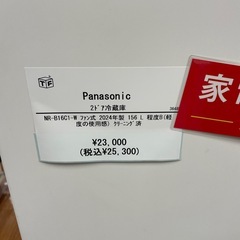 TF
Panasonic
2ドア冷蔵庫
NR-B16C1-W ファン式 2024年製 156 L 程度B(軽
度の使用感) クリーニング済
¥23,000
(税込¥25,300)
家